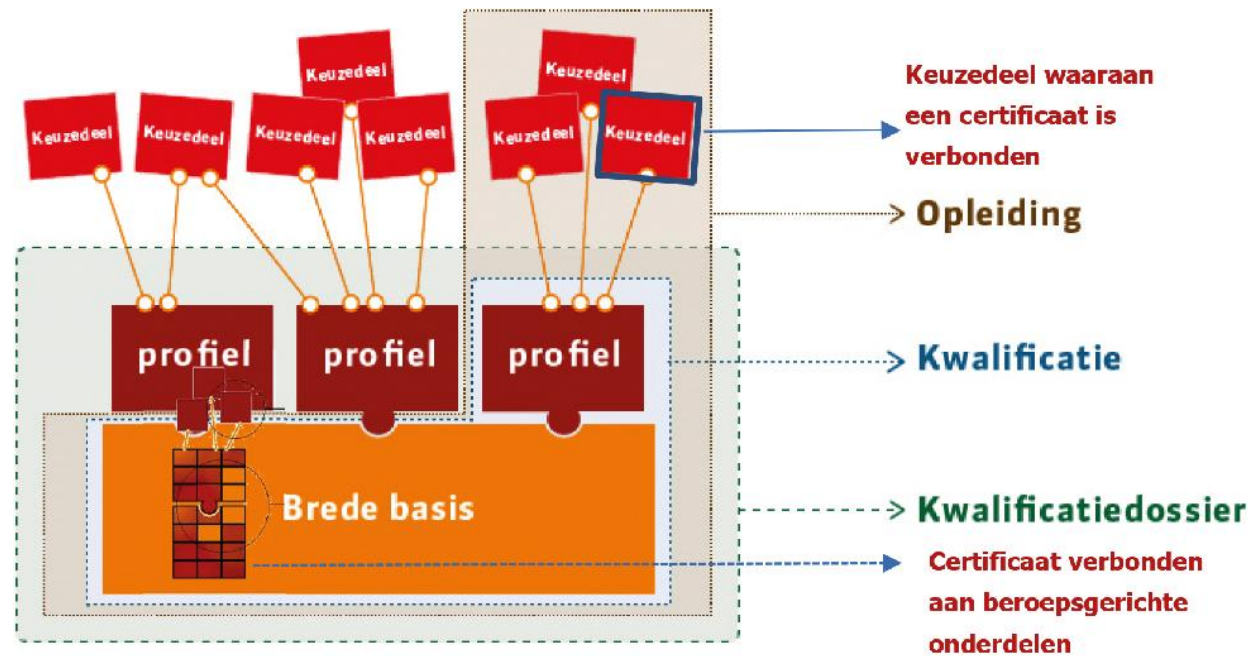 Keuzedeel
Keuzedeel
Keuzedeel
Keuzedeel
Keuzedeel
Keuzedeel
Keuzedeel
Keuzedeel
Keuzedeel waaraan
een certificaat is
verbonden
Opleiding
profiel
profiel
profiel
Kwalificatie
Brede basis
Kwalificatiedossier
Certificaat verbonden
aan beroepsgerichte
onderdelen